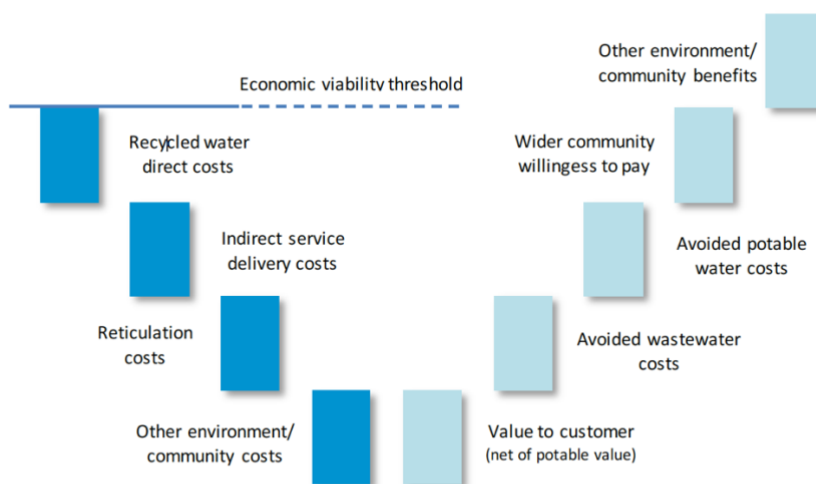 Other environment/
community benefits
Economic viability threshold
Recycled water
direct costs
Wider community
willingess to pay
Indirect service
delivery costs
Avoided potable
water costs
Reticulation
costs
Avoided wastewater
costs
Other environment/
community costs
Value to customer
(net of potable value)